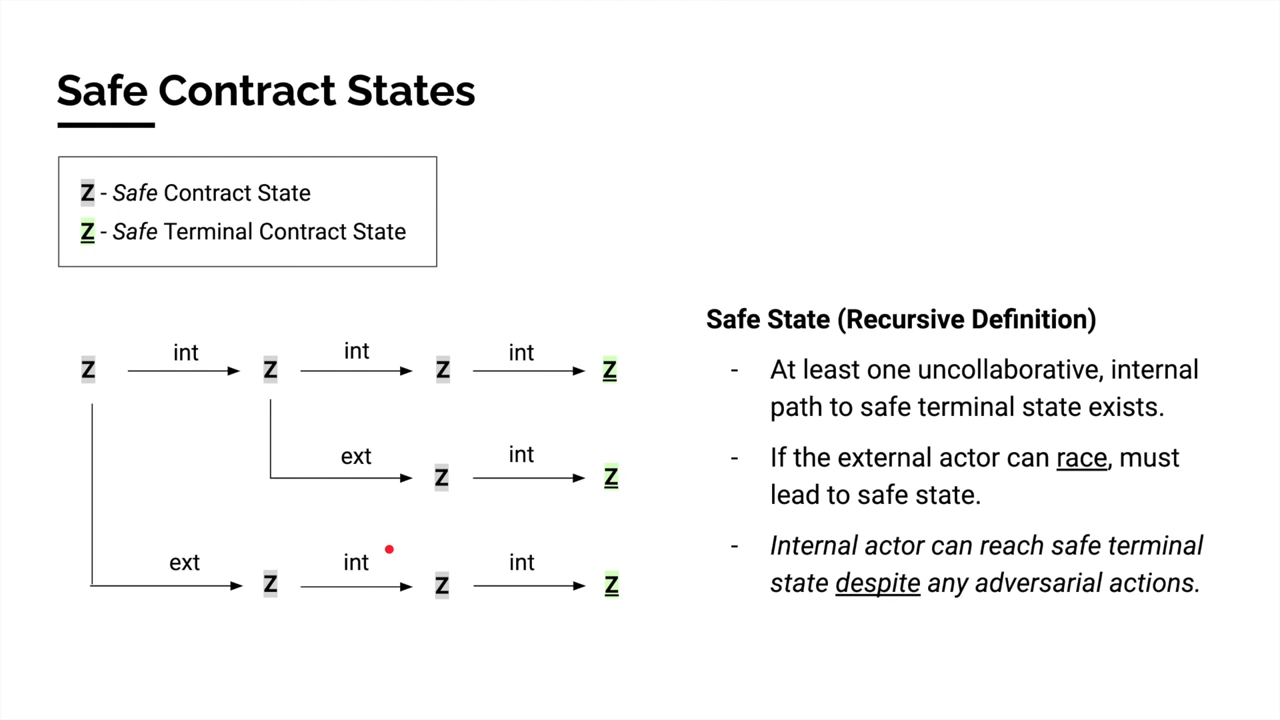 Safe Contract States
Z - Safe Contract State
Z - Safe Terminal Contract State
int int int
Z Z Z Z
ext int
Z Z
ext int int
Z Z Z
Safe State (Recursive Definition)
- At least one uncollaborative, internal
path to safe terminal state exists.
- If the external actor can race, must
lead to safe state.
- Internal actor can reach safe terminal
state despite any adversarial actions.